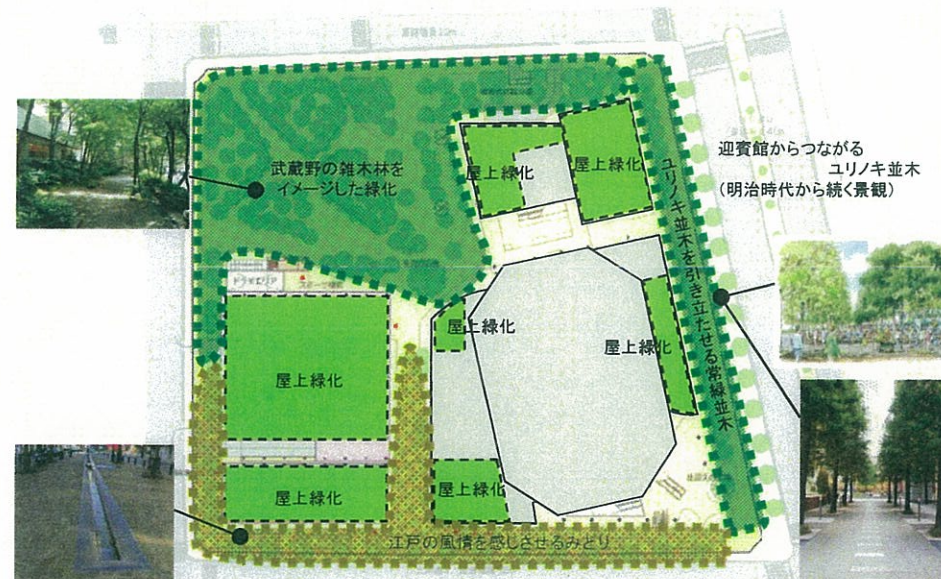 武蔵野の雑木林を
イメージした緑化
屋上緑化
屋上緑化
迎賓館からつながる
ユリノキ並木
(明治時代から続く景観)
ユリノキ並木を引き立たせる常緑並木
屋上緑化
屋上緑化
屋上緑化
屋上緑化
屋上緑化
江戸の風情を感じさせるみどり